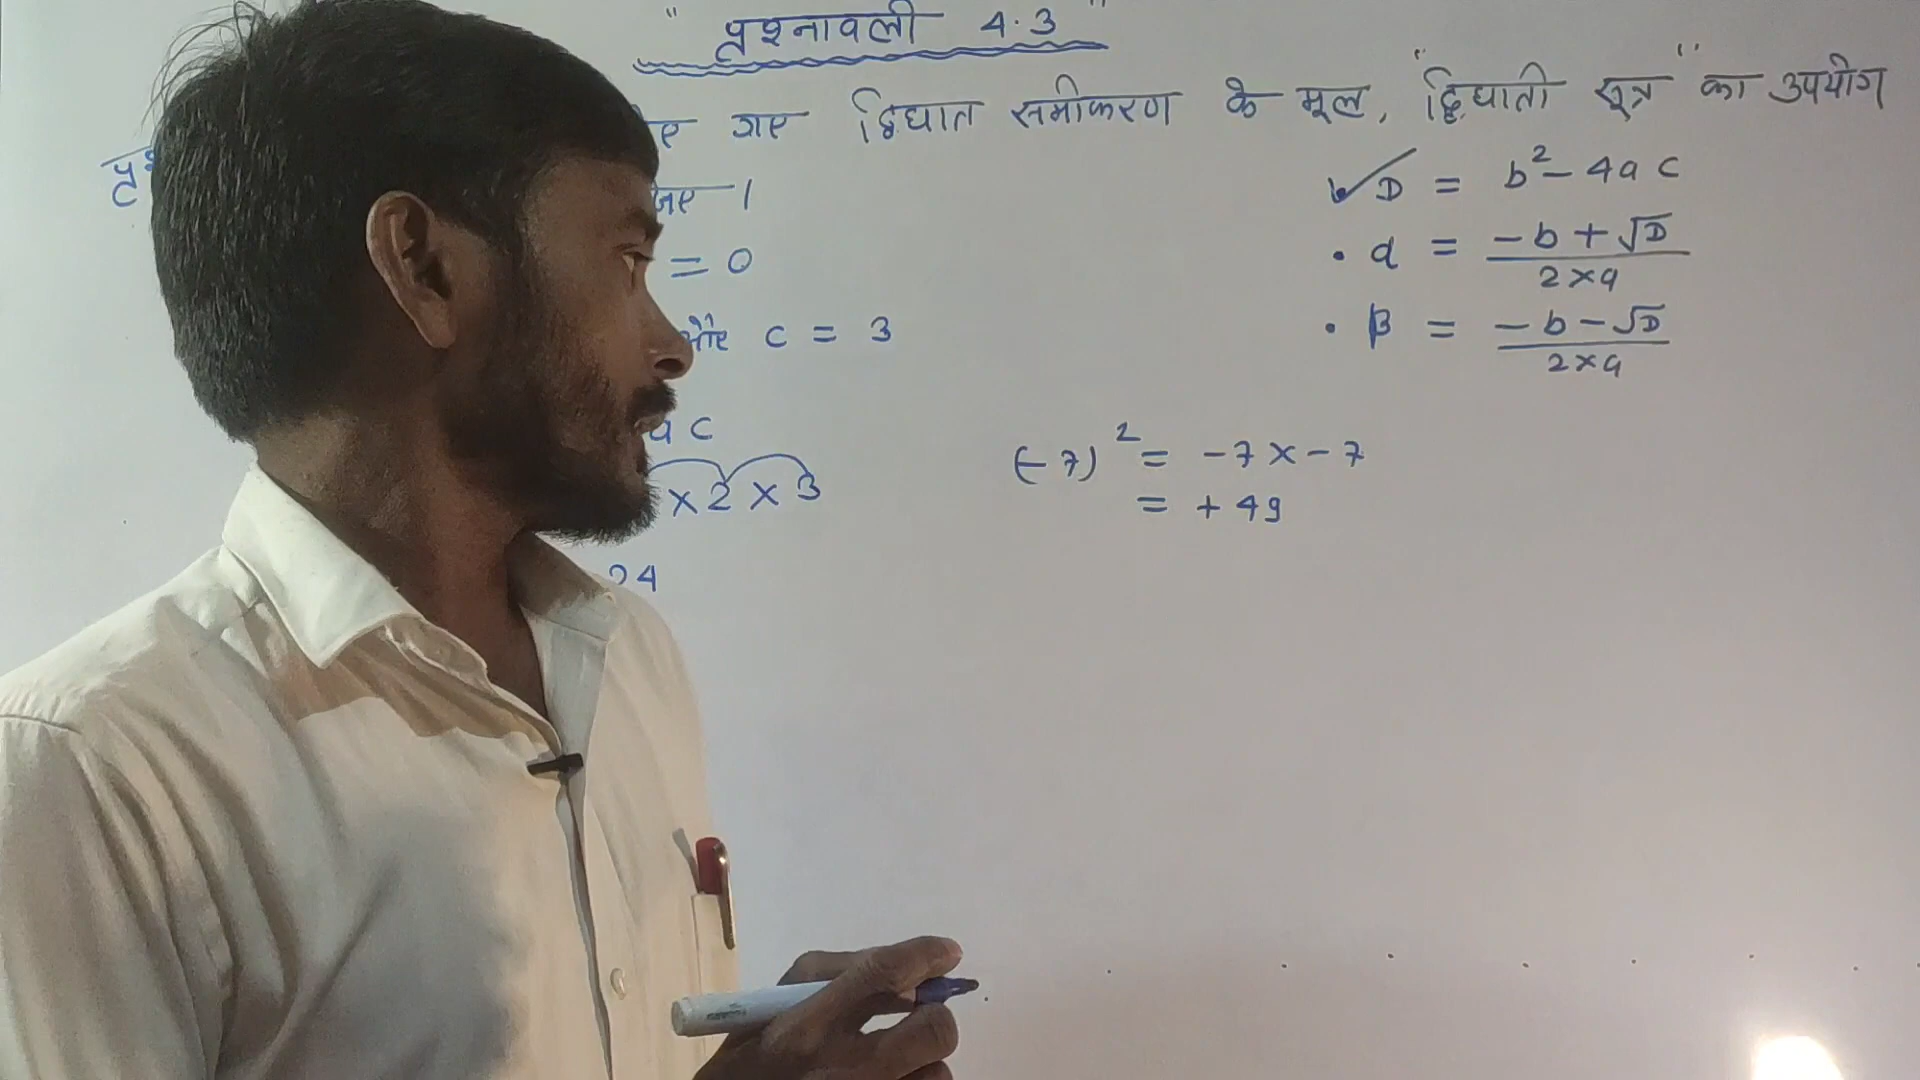 " प्रश्नावली 4.3 "
गए द्विघात समीकरण के मूल, "द्विघाती सूत्र" का उपयोग
✓ D = b² - 4ac
• α = -b + √D / 2×a
• β = -b - √D / 2×a
= 0
और c = 3
ac
×2×3
24
(-7)² = -7 × -7
= +49